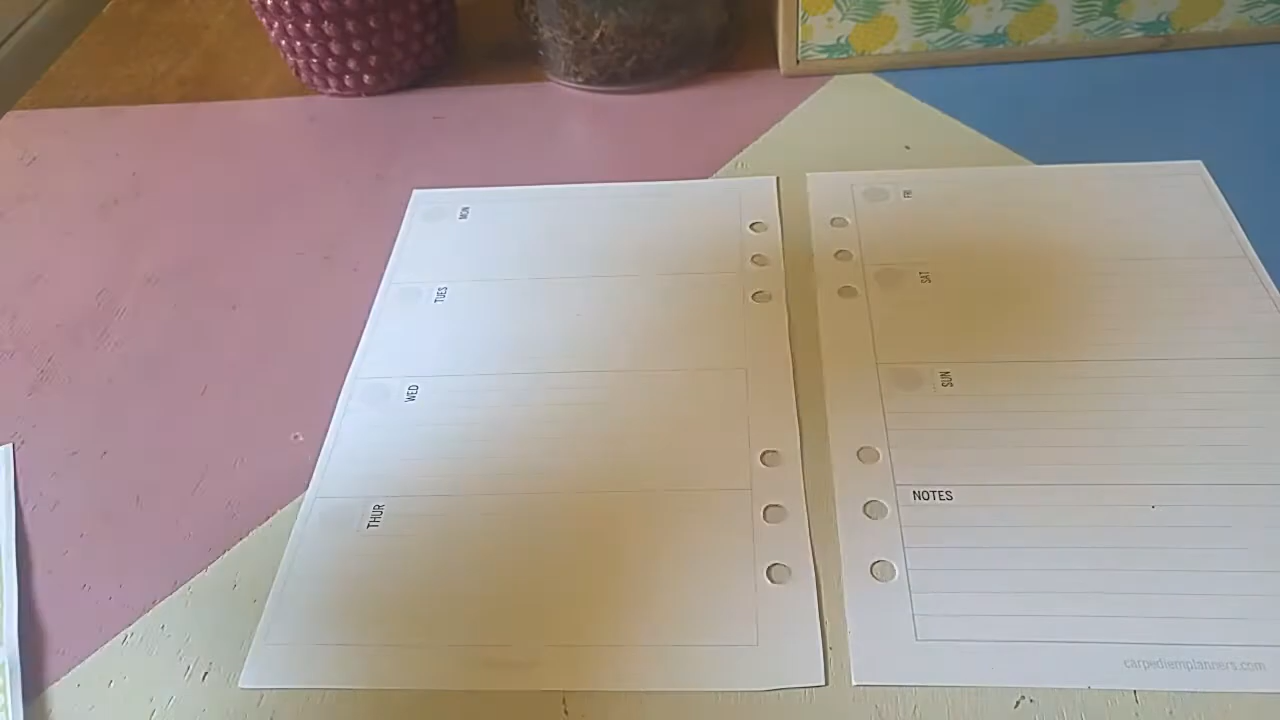 MON
TUES
WED
THUR
FRI
SAT
SUN
NOTES
carpediemplanners.com